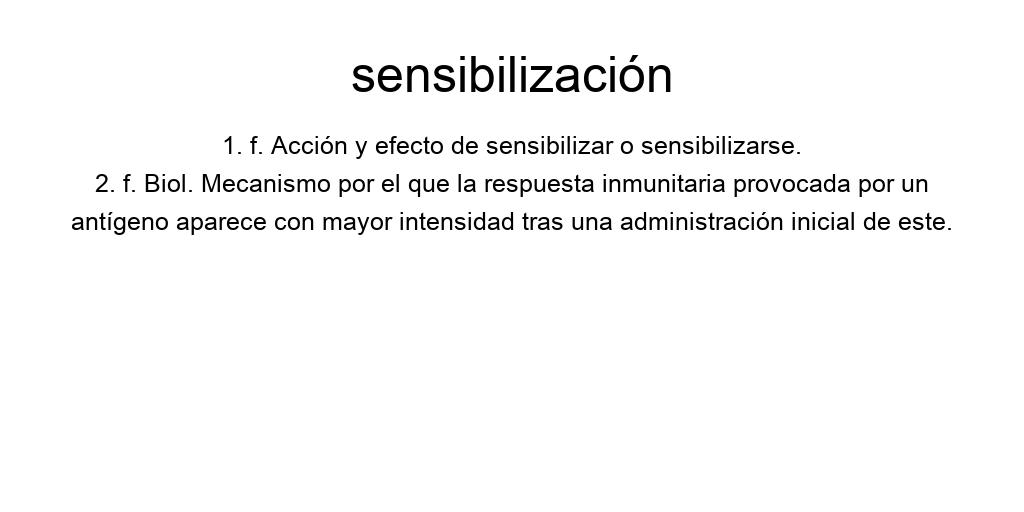 sensibilización
1. f. Acción y efecto de sensibilizar o sensibilizarse.
2. f. Biol. Mecanismo por el que la respuesta inmunitaria provocada por un
antígeno aparece con mayor intensidad tras una administración inicial de este.